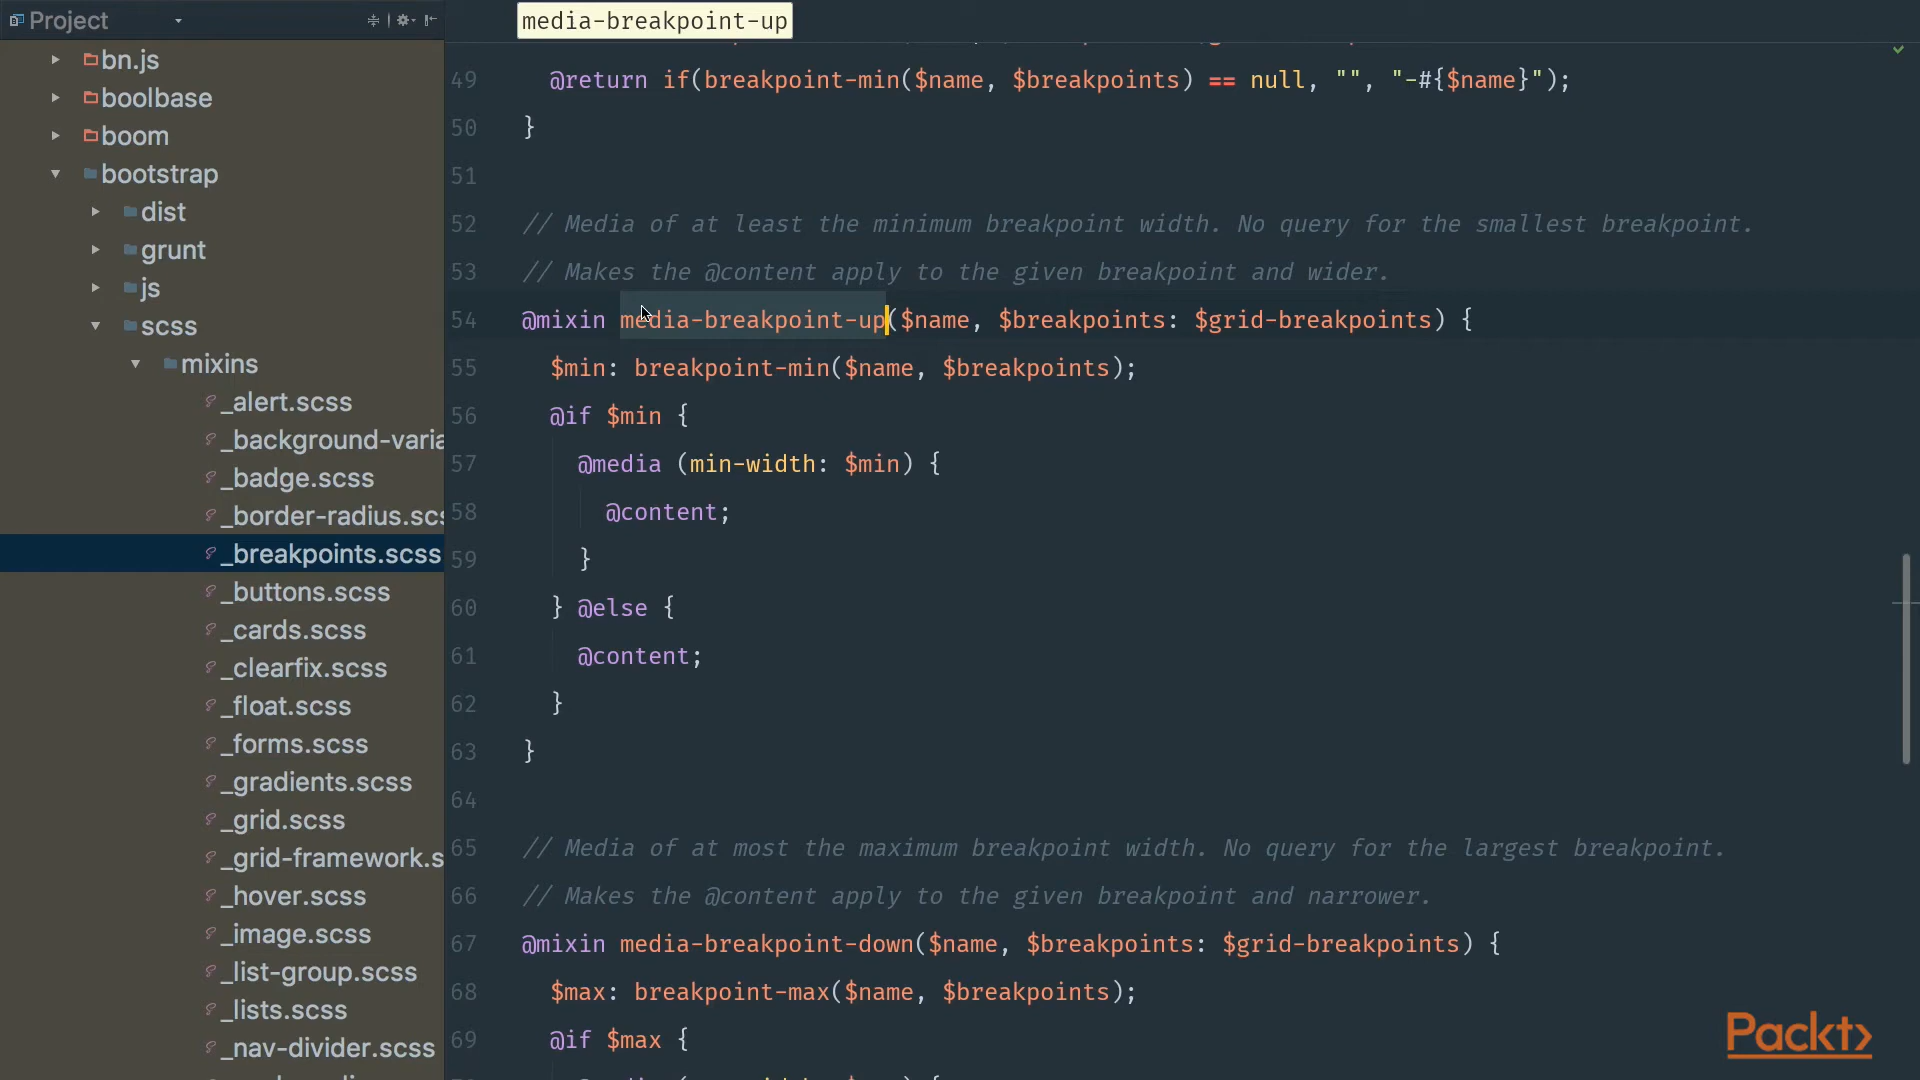 Project
media-breakpoint-up
bn.js
boolbase
boom
bootstrap
dist
grunt
js
scss
mixins
_alert.scss
_background-varia
_badge.scss
_border-radius.scs
_breakpoints.scss
_buttons.scss
_cards.scss
_clearfix.scss
_float.scss
_forms.scss
_gradients.scss
_grid.scss
_grid-framework.s
_hover.scss
_image.scss
_list-group.scss
_lists.scss
_nav-divider.scss
49 @return if(breakpoint-min($name, $breakpoints) == null, "", "-#{$name}");
50 }
51
52 // Media of at least the minimum breakpoint width. No query for the smallest breakpoint.
53 // Makes the @content apply to the given breakpoint and wider.
54 @mixin media-breakpoint-up($name, $breakpoints: $grid-breakpoints) {
55 $min: breakpoint-min($name, $breakpoints);
56 @if $min {
57 @media (min-width: $min) {
58 @content;
59 }
60 } @else {
61 @content;
62 }
63 }
64
65 // Media of at most the maximum breakpoint width. No query for the largest breakpoint.
66 // Makes the @content apply to the given breakpoint and narrower.
67 @mixin media-breakpoint-down($name, $breakpoints: $grid-breakpoints) {
68 $max: breakpoint-max($name, $breakpoints);
69 @if $max {
Packt>